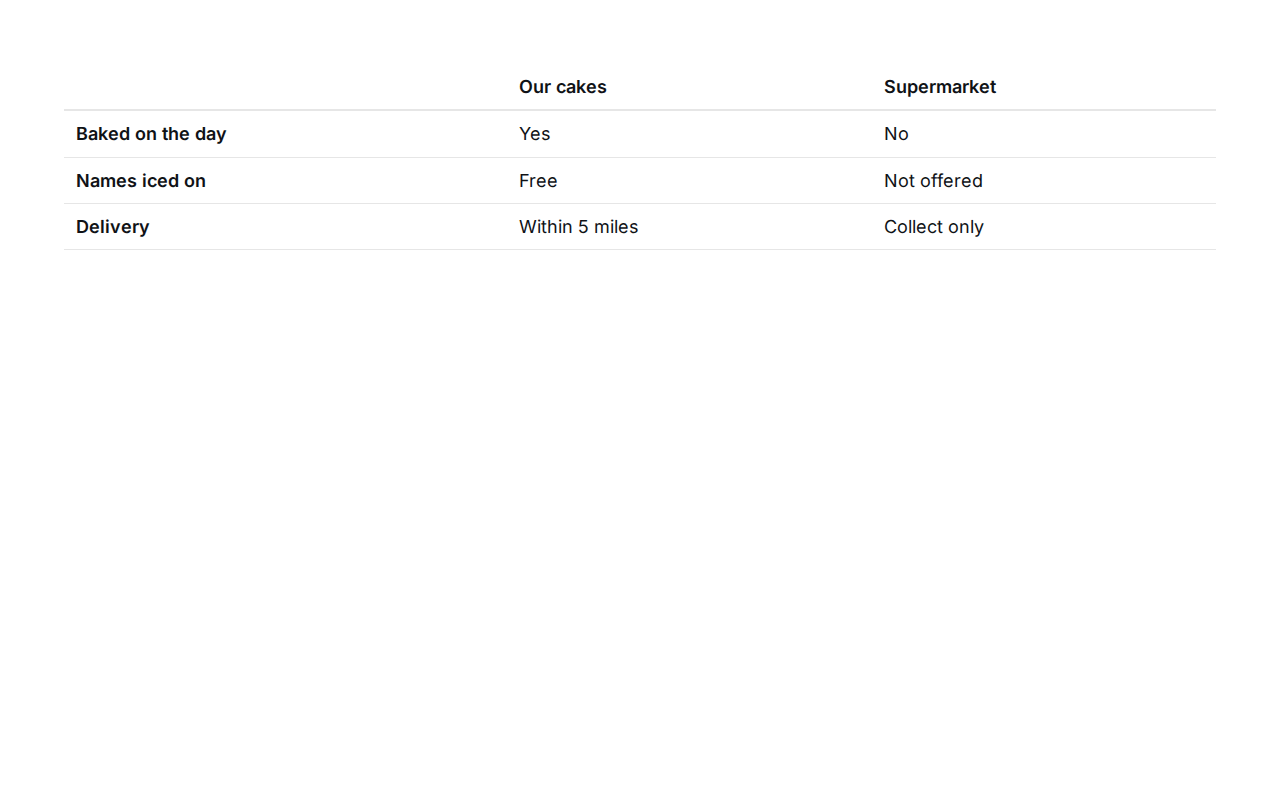 Our cakes Supermarket
Baked on the day Yes No
Names iced on Free Not offered
Delivery Within 5 miles Collect only